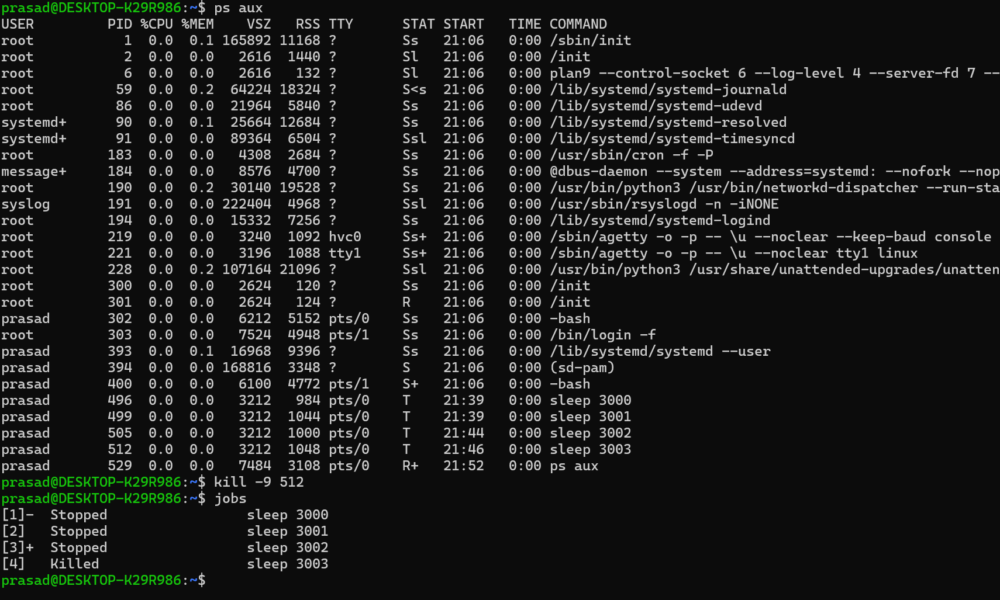 prasad@DESKTOP-K29R986:~$ ps aux
USER         PID %CPU %MEM    VSZ   RSS TTY      STAT START   TIME COMMAND
root           1  0.0  0.1 165892 11168 ?        Ss   21:06   0:00 /sbin/init
root           2  0.0  0.0   2616  1440 ?        Sl   21:06   0:00 /init
root           6  0.0  0.0   2616   132 ?        Sl   21:06   0:00 plan9 --control-socket 6 --log-level 4 --server-fd 7 --
root          59  0.0  0.2  64224 18324 ?        S<s  21:06   0:00 /lib/systemd/systemd-journald
root          86  0.0  0.0  21964  5840 ?        Ss   21:06   0:00 /lib/systemd/systemd-udevd
systemd+      90  0.0  0.1  25664 12684 ?        Ss   21:06   0:00 /lib/systemd/systemd-resolved
systemd+      91  0.0  0.0  89364  6504 ?        Ssl  21:06   0:00 /lib/systemd/systemd-timesyncd
root         183  0.0  0.0   4308  2684 ?        Ss   21:06   0:00 /usr/sbin/cron -f -P
message+     184  0.0  0.0   8576  4700 ?        Ss   21:06   0:00 @dbus-daemon --system --address=systemd: --nofork --nop
root         190  0.0  0.2  30140 19528 ?        Ss   21:06   0:00 /usr/bin/python3 /usr/bin/networkd-dispatcher --run-sta
syslog       191  0.0  0.0 222404  4968 ?        Ssl  21:06   0:00 /usr/sbin/rsyslogd -n -iNONE
root         194  0.0  0.0  15332  7256 ?        Ss   21:06   0:00 /lib/systemd/systemd-logind
root         219  0.0  0.0   3240  1092 hvc0     Ss+  21:06   0:00 /sbin/agetty -o -p -- \u --noclear --keep-baud console
root         221  0.0  0.0   3196  1088 tty1     Ss+  21:06   0:00 /sbin/agetty -o -p -- \u --noclear tty1 linux
root         228  0.0  0.2 107164 21096 ?        Ssl  21:06   0:00 /usr/bin/python3 /usr/share/unattended-upgrades/unatten
root         300  0.0  0.0   2624   120 ?        Ss   21:06   0:00 /init
root         301  0.0  0.0   2624   124 ?        R    21:06   0:00 /init
prasad       302  0.0  0.0   6212  5152 pts/0    Ss   21:06   0:00 -bash
root         303  0.0  0.0   7524  4948 pts/1    Ss   21:06   0:00 /bin/login -f
prasad       393  0.0  0.1  16968  9396 ?        Ss   21:06   0:00 /lib/systemd/systemd --user
prasad       394  0.0  0.0 168816  3348 ?        S    21:06   0:00 (sd-pam)
prasad       400  0.0  0.0   6100  4772 pts/1    S+   21:06   0:00 -bash
prasad       496  0.0  0.0   3212   984 pts/0    T    21:39   0:00 sleep 3000
prasad       499  0.0  0.0   3212  1044 pts/0    T    21:39   0:00 sleep 3001
prasad       505  0.0  0.0   3212  1000 pts/0    T    21:44   0:00 sleep 3002
prasad       512  0.0  0.0   3212  1048 pts/0    T    21:46   0:00 sleep 3003
prasad       529  0.0  0.0   7484  3108 pts/0    R+   21:52   0:00 ps aux
prasad@DESKTOP-K29R986:~$ kill -9 512
prasad@DESKTOP-K29R986:~$ jobs
[1]-  Stopped                 sleep 3000
[2]   Stopped                 sleep 3001
[3]+  Stopped                 sleep 3002
[4]   Killed                  sleep 3003
prasad@DESKTOP-K29R986:~$